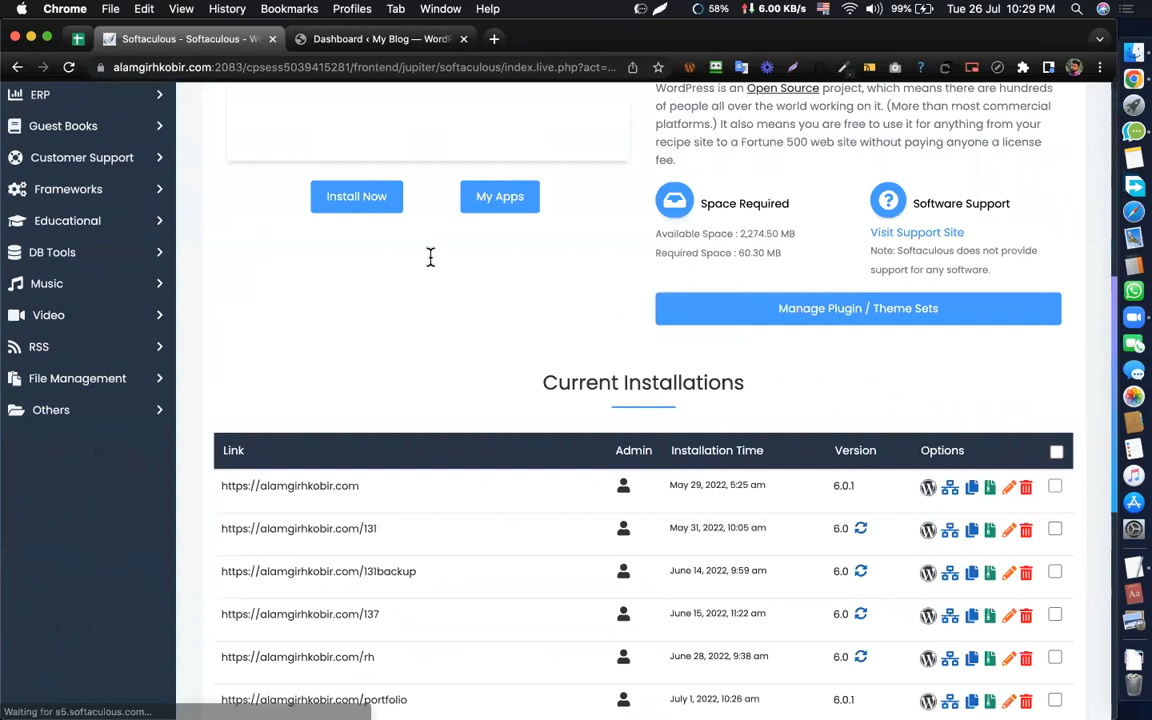 Chrome File Edit View History Bookmarks Profiles Tab Window Help 58% 6.00 KB/s 99% Tue 26 Jul 10:29 PM
Softaculous - Softaculous - W Dashboard ‹ My Blog — WordP
alamgirhkobir.com:2083/cpsess5039415281/frontend/jupiter/softaculous/index.live.php?act=...
ERP
Guest Books
Customer Support
Frameworks
Educational
DB Tools
Music
Video
RSS
File Management
Others
WordPress is an Open Source project, which means there are hundreds
of people all over the world working on it. (More than most commercial
platforms.) It also means you are free to use it for anything from your
recipe site to a Fortune 500 web site without paying anyone a license
fee.
Install Now My Apps
Space Required
Available Space : 2,274.50 MB
Required Space : 60.30 MB
Software Support
Visit Support Site
Note: Softaculous does not provide
support for any software.
Manage Plugin / Theme Sets
Current Installations
Link Admin Installation Time Version Options
https://alamgirhkobir.com May 29, 2022, 5:25 am 6.0.1
https://alamgirhkobir.com/131 May 31, 2022, 10:05 am 6.0
https://alamgirhkobir.com/131backup June 14, 2022, 9:59 am 6.0
https://alamgirhkobir.com/137 June 15, 2022, 11:22 am 6.0
https://alamgirhkobir.com/rh June 28, 2022, 9:38 am 6.0
https://alamgirhkobir.com/portfolio July 1, 2022, 10:26 am 6.0.1
Waiting for s5.softaculous.com...